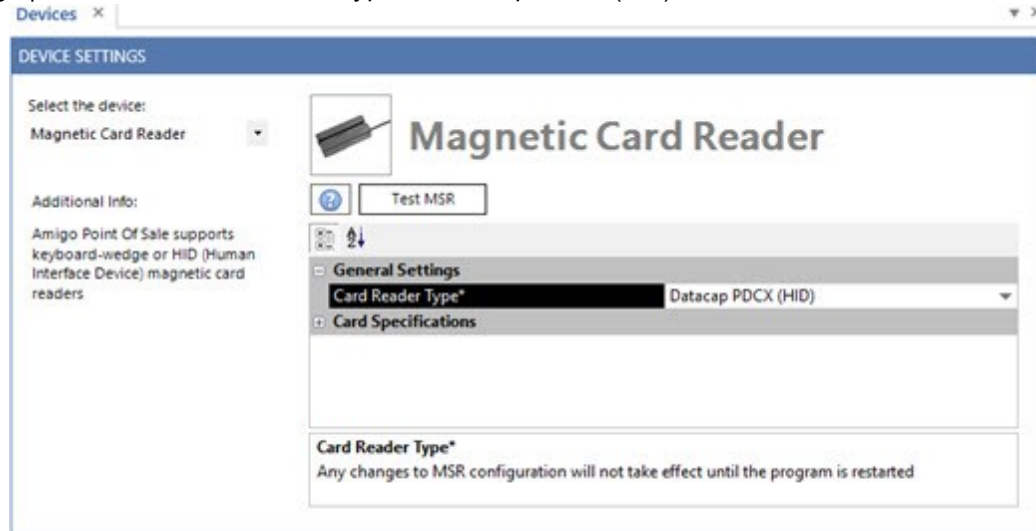 Devices ×
DEVICE SETTINGS
Select the device:
Magnetic Card Reader
Additional Info:
Amigo Point Of Sale supports
keyboard-wedge or HID (Human
Interface Device) magnetic card
readers
Magnetic Card Reader
Test MSR
General Settings
Card Reader Type* Datacap PDCX (HID)
Card Specifications
Card Reader Type*
Any changes to MSR configuration will not take effect until the program is restarted